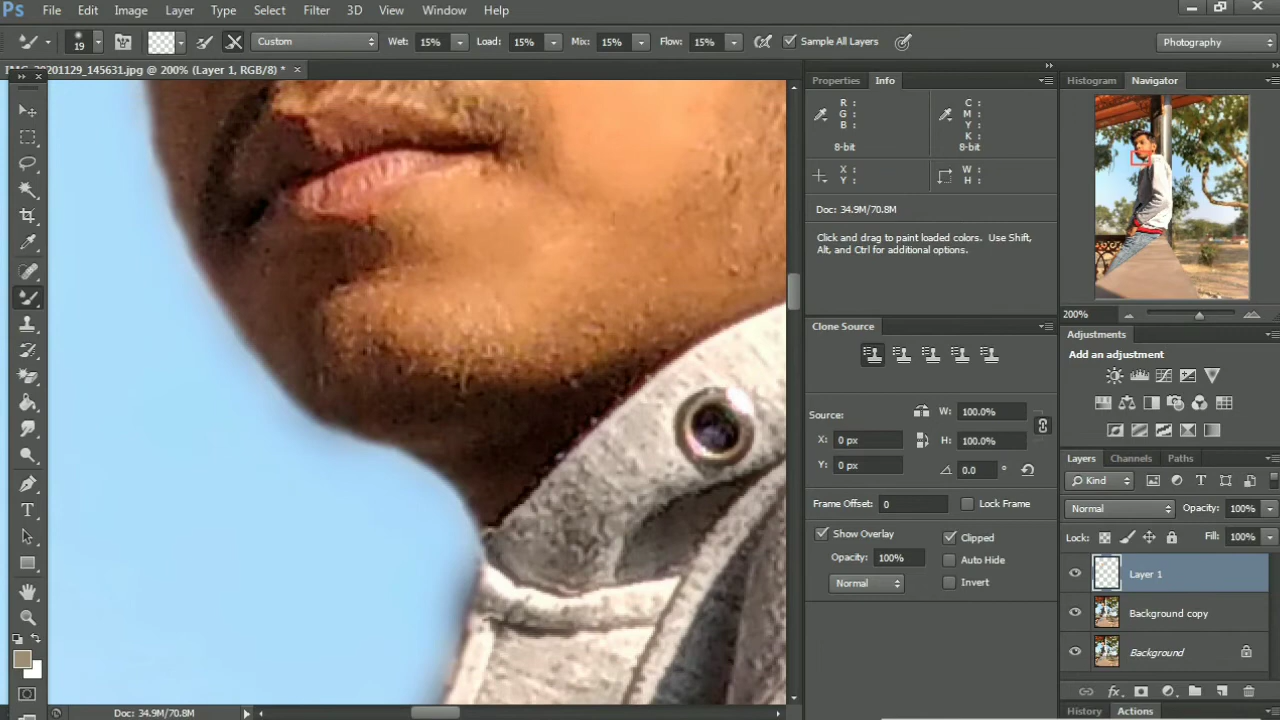 Ps File Edit Image Layer Type Select Filter 3D View Window Help
19 Custom Wet: 15% Load: 15% Mix: 15% Flow: 15% Sample All Layers Photography
IMG_20201129_145631.jpg @ 200% (Layer 1, RGB/8) *
Properties Info Histogram Navigator
R: C:
G: M:
B: Y:
K:
8-bit 8-bit
X: W:
Y: H:
Doc: 34.9M/70.8M
Click and drag to paint loaded colors. Use Shift,
Alt, and Ctrl for additional options.
200%
Clone Source
Adjustments
Add an adjustment
Source: W: 100.0%
X: 0 px H: 100.0%
Y: 0 px 0.0 °
Frame Offset: 0 Lock Frame
Show Overlay Clipped
Opacity: 100% Auto Hide
Normal Invert
Layers Channels Paths
Kind T
Normal Opacity: 100%
Lock: Fill: 100%
Layer 1
Background copy
Background
fx
History Actions
T
Doc: 34.9M/70.8M